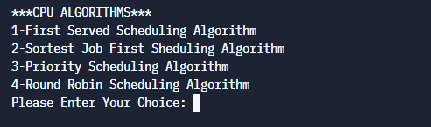 ***CPU ALGORITHMS***
1-First Served Scheduling Algorithm
2-Sortest Job First Sheduling Algorithm
3-Priority Scheduling Algorithm
4-Round Robin Scheduling Algorithm
Please Enter Your Choice: